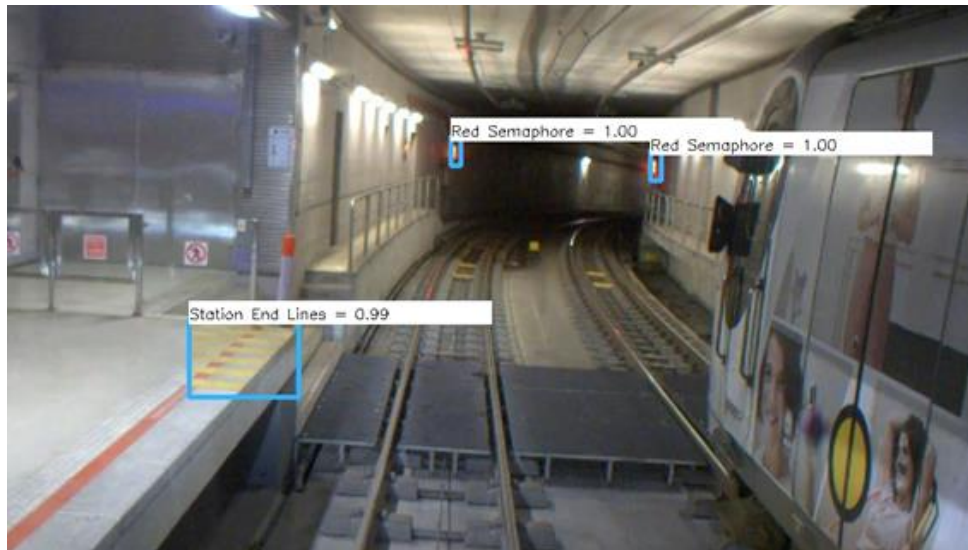 Red Semaphore = 1.00
Red Semaphore = 1.00
Station End Lines = 0.99